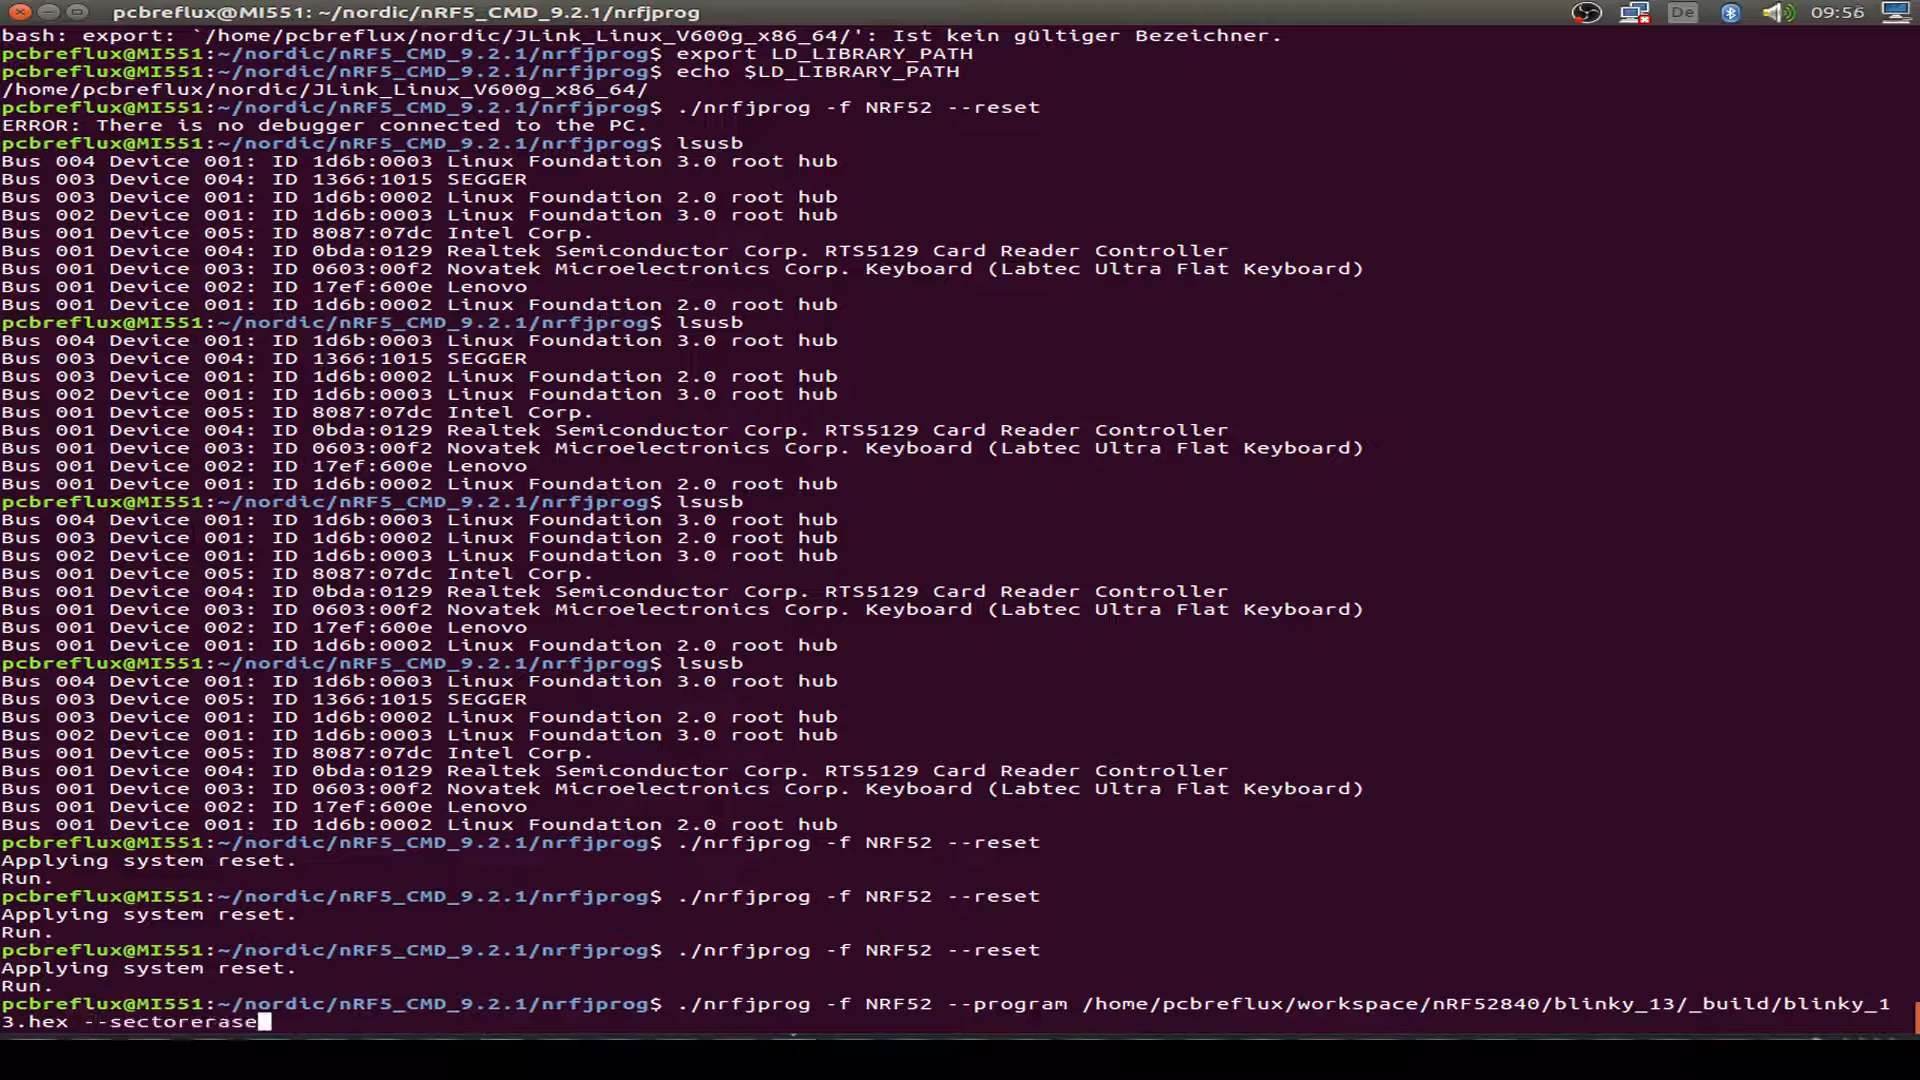 pcbreflux@MI551: ~/nordic/nRF5_CMD_9.2.1/nrfjprog
De
09:56
bash: export: `/home/pcbreflux/nordic/JLink_Linux_V600g_x86_64/': Ist kein gültiger Bezeichner.
pcbreflux@MI551:~/nordic/nRF5_CMD_9.2.1/nrfjprog$ export LD_LIBRARY_PATH
pcbreflux@MI551:~/nordic/nRF5_CMD_9.2.1/nrfjprog$ echo $LD_LIBRARY_PATH
/home/pcbreflux/nordic/JLink_Linux_V600g_x86_64/
pcbreflux@MI551:~/nordic/nRF5_CMD_9.2.1/nrfjprog$ ./nrfjprog -f NRF52 --reset
ERROR: There is no debugger connected to the PC.
pcbreflux@MI551:~/nordic/nRF5_CMD_9.2.1/nrfjprog$ lsusb
Bus 004 Device 001: ID 1d6b:0003 Linux Foundation 3.0 root hub
Bus 003 Device 004: ID 1366:1015 SEGGER
Bus 003 Device 001: ID 1d6b:0002 Linux Foundation 2.0 root hub
Bus 002 Device 001: ID 1d6b:0003 Linux Foundation 3.0 root hub
Bus 001 Device 005: ID 8087:07dc Intel Corp.
Bus 001 Device 004: ID 0bda:0129 Realtek Semiconductor Corp. RTS5129 Card Reader Controller
Bus 001 Device 003: ID 0603:00f2 Novatek Microelectronics Corp. Keyboard (Labtec Ultra Flat Keyboard)
Bus 001 Device 002: ID 17ef:600e Lenovo
Bus 001 Device 001: ID 1d6b:0002 Linux Foundation 2.0 root hub
pcbreflux@MI551:~/nordic/nRF5_CMD_9.2.1/nrfjprog$ lsusb
Bus 004 Device 001: ID 1d6b:0003 Linux Foundation 3.0 root hub
Bus 003 Device 004: ID 1366:1015 SEGGER
Bus 003 Device 001: ID 1d6b:0002 Linux Foundation 2.0 root hub
Bus 002 Device 001: ID 1d6b:0003 Linux Foundation 3.0 root hub
Bus 001 Device 005: ID 8087:07dc Intel Corp.
Bus 001 Device 004: ID 0bda:0129 Realtek Semiconductor Corp. RTS5129 Card Reader Controller
Bus 001 Device 003: ID 0603:00f2 Novatek Microelectronics Corp. Keyboard (Labtec Ultra Flat Keyboard)
Bus 001 Device 002: ID 17ef:600e Lenovo
Bus 001 Device 001: ID 1d6b:0002 Linux Foundation 2.0 root hub
pcbreflux@MI551:~/nordic/nRF5_CMD_9.2.1/nrfjprog$ lsusb
Bus 004 Device 001: ID 1d6b:0003 Linux Foundation 3.0 root hub
Bus 003 Device 001: ID 1d6b:0002 Linux Foundation 2.0 root hub
Bus 002 Device 001: ID 1d6b:0003 Linux Foundation 3.0 root hub
Bus 001 Device 005: ID 8087:07dc Intel Corp.
Bus 001 Device 004: ID 0bda:0129 Realtek Semiconductor Corp. RTS5129 Card Reader Controller
Bus 001 Device 003: ID 0603:00f2 Novatek Microelectronics Corp. Keyboard (Labtec Ultra Flat Keyboard)
Bus 001 Device 002: ID 17ef:600e Lenovo
Bus 001 Device 001: ID 1d6b:0002 Linux Foundation 2.0 root hub
pcbreflux@MI551:~/nordic/nRF5_CMD_9.2.1/nrfjprog$ lsusb
Bus 004 Device 001: ID 1d6b:0003 Linux Foundation 3.0 root hub
Bus 003 Device 005: ID 1366:1015 SEGGER
Bus 003 Device 001: ID 1d6b:0002 Linux Foundation 2.0 root hub
Bus 002 Device 001: ID 1d6b:0003 Linux Foundation 3.0 root hub
Bus 001 Device 005: ID 8087:07dc Intel Corp.
Bus 001 Device 004: ID 0bda:0129 Realtek Semiconductor Corp. RTS5129 Card Reader Controller
Bus 001 Device 003: ID 0603:00f2 Novatek Microelectronics Corp. Keyboard (Labtec Ultra Flat Keyboard)
Bus 001 Device 002: ID 17ef:600e Lenovo
Bus 001 Device 001: ID 1d6b:0002 Linux Foundation 2.0 root hub
pcbreflux@MI551:~/nordic/nRF5_CMD_9.2.1/nrfjprog$ ./nrfjprog -f NRF52 --reset
Applying system reset.
Run.
pcbreflux@MI551:~/nordic/nRF5_CMD_9.2.1/nrfjprog$ ./nrfjprog -f NRF52 --reset
Applying system reset.
Run.
pcbreflux@MI551:~/nordic/nRF5_CMD_9.2.1/nrfjprog$ ./nrfjprog -f NRF52 --reset
Applying system reset.
Run.
pcbreflux@MI551:~/nordic/nRF5_CMD_9.2.1/nrfjprog$ ./nrfjprog -f NRF52 --program /home/pcbreflux/workspace/nRF52840/blinky_13/_build/blinky_1
3.hex --sectorerase